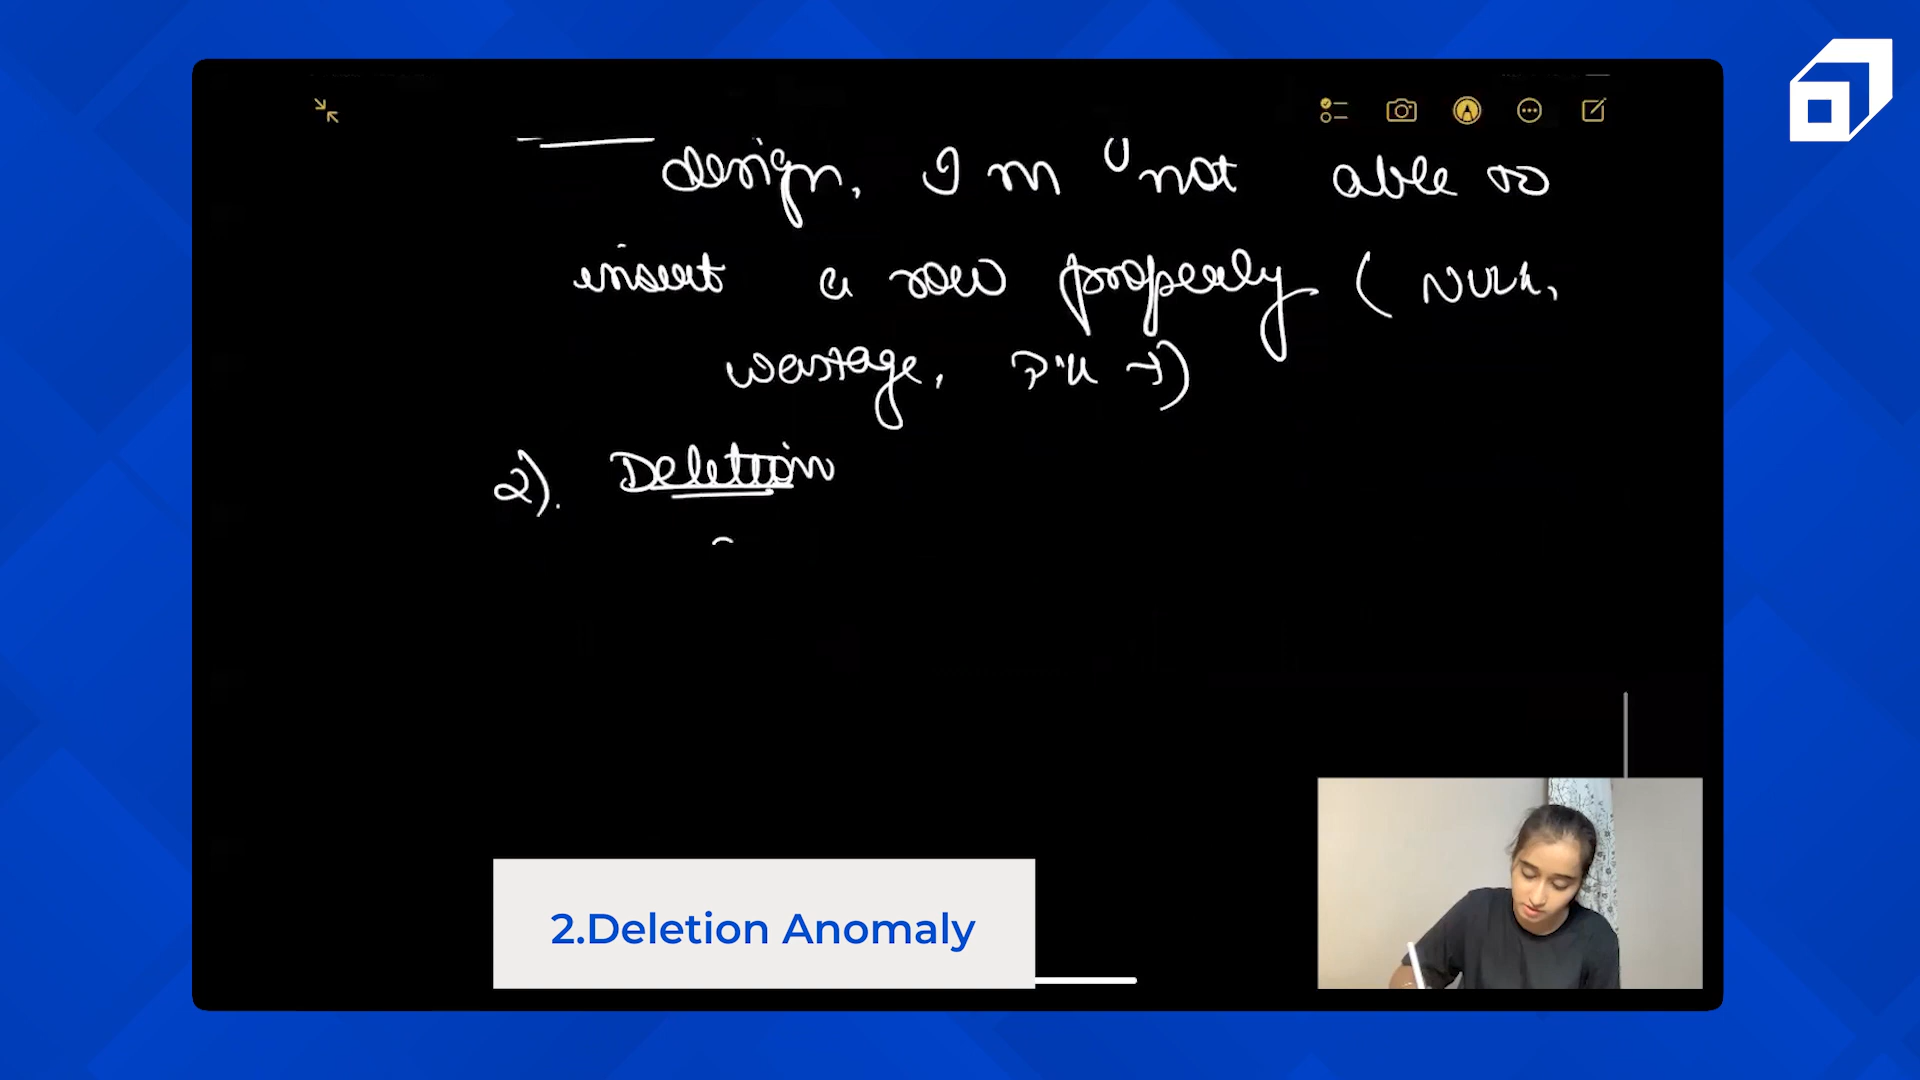 design, I m not able to
insert a row properly ( NULL,
wastage,
2). Deletion
2.Deletion Anomaly